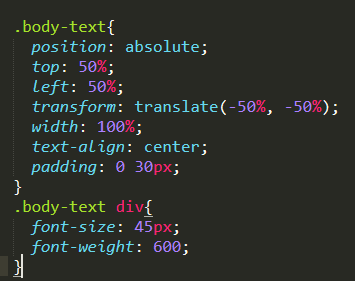 .body-text{
position: absolute;
top: 50%;
left: 50%;
transform: translate(-50%, -50%);
width: 100%;
text-align: center;
padding: 0 30px;
}
.body-text div{
font-size: 45px;
font-weight: 600;
}